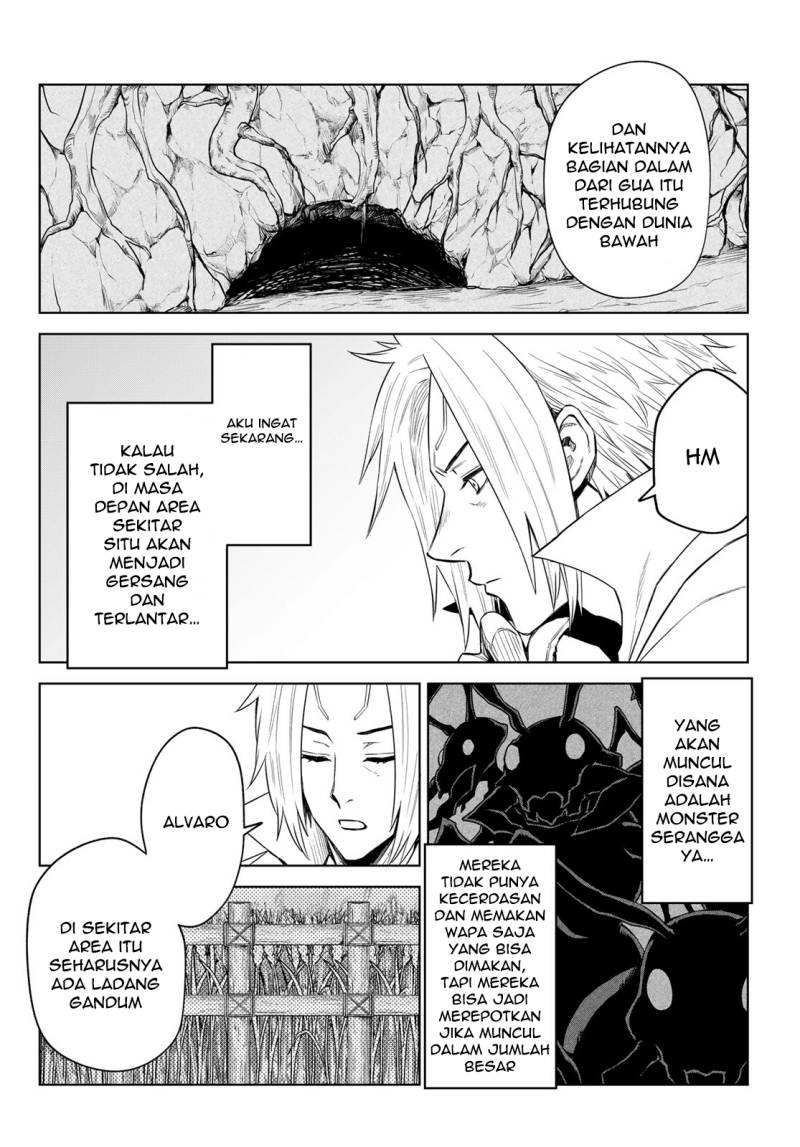 DAN
KELIHATANNYA
BAGIAN DALAM
DARI GUA ITU
TERHUBUNG
DENGAN DUNIA
BAWAH
HM
AKU INGAT
SEKARANG...
KALAU
TIDAK SALAH,
DI MASA
DEPAN AREA
SEKITAR
SITU AKAN
MENJADI
GERSANG
DAN
TERLANTAR...
YANG
AKAN
MUNCUL
DISANA
ADALAH
MONSTER
SERANGGA
YA...
MEREKA
TIDAK PUNYA
KECERDASAN
DAN MEMAKAN
WAPA SAJA
YANG BISA
DIMAKAN,
TAPI MEREKA
BISA JADI
MEREPOTKAN
JIKA MUNCUL
DALAM JUMLAH
BESAR
ALVARO
DI SEKITAR
AREA ITU
SEHARUSNYA
ADA LADANG
GANDUM